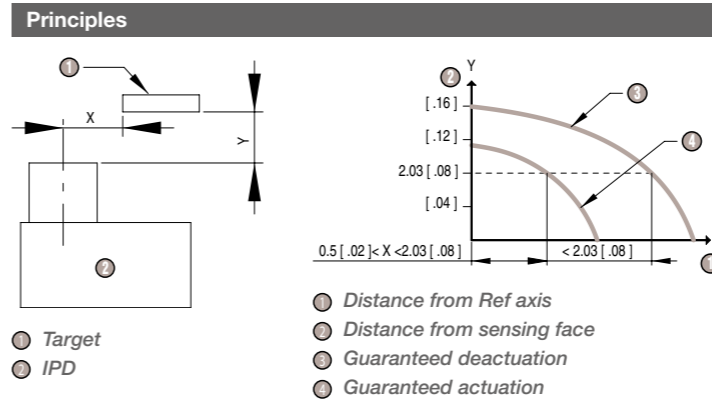 Principles
1
X
Y
2
1 Target
2 IPD
2 Y
[ .16 ]
3
[ .12 ]
4
2.03 [ .08 ]
[ .04 ]
0.5 [ .02 ]< X <2.03 [ .08 ]
< 2.03 [ .08 ]
1
1 Distance from Ref axis
2 Distance from sensing face
3 Guaranteed deactuation
4 Guaranteed actuation